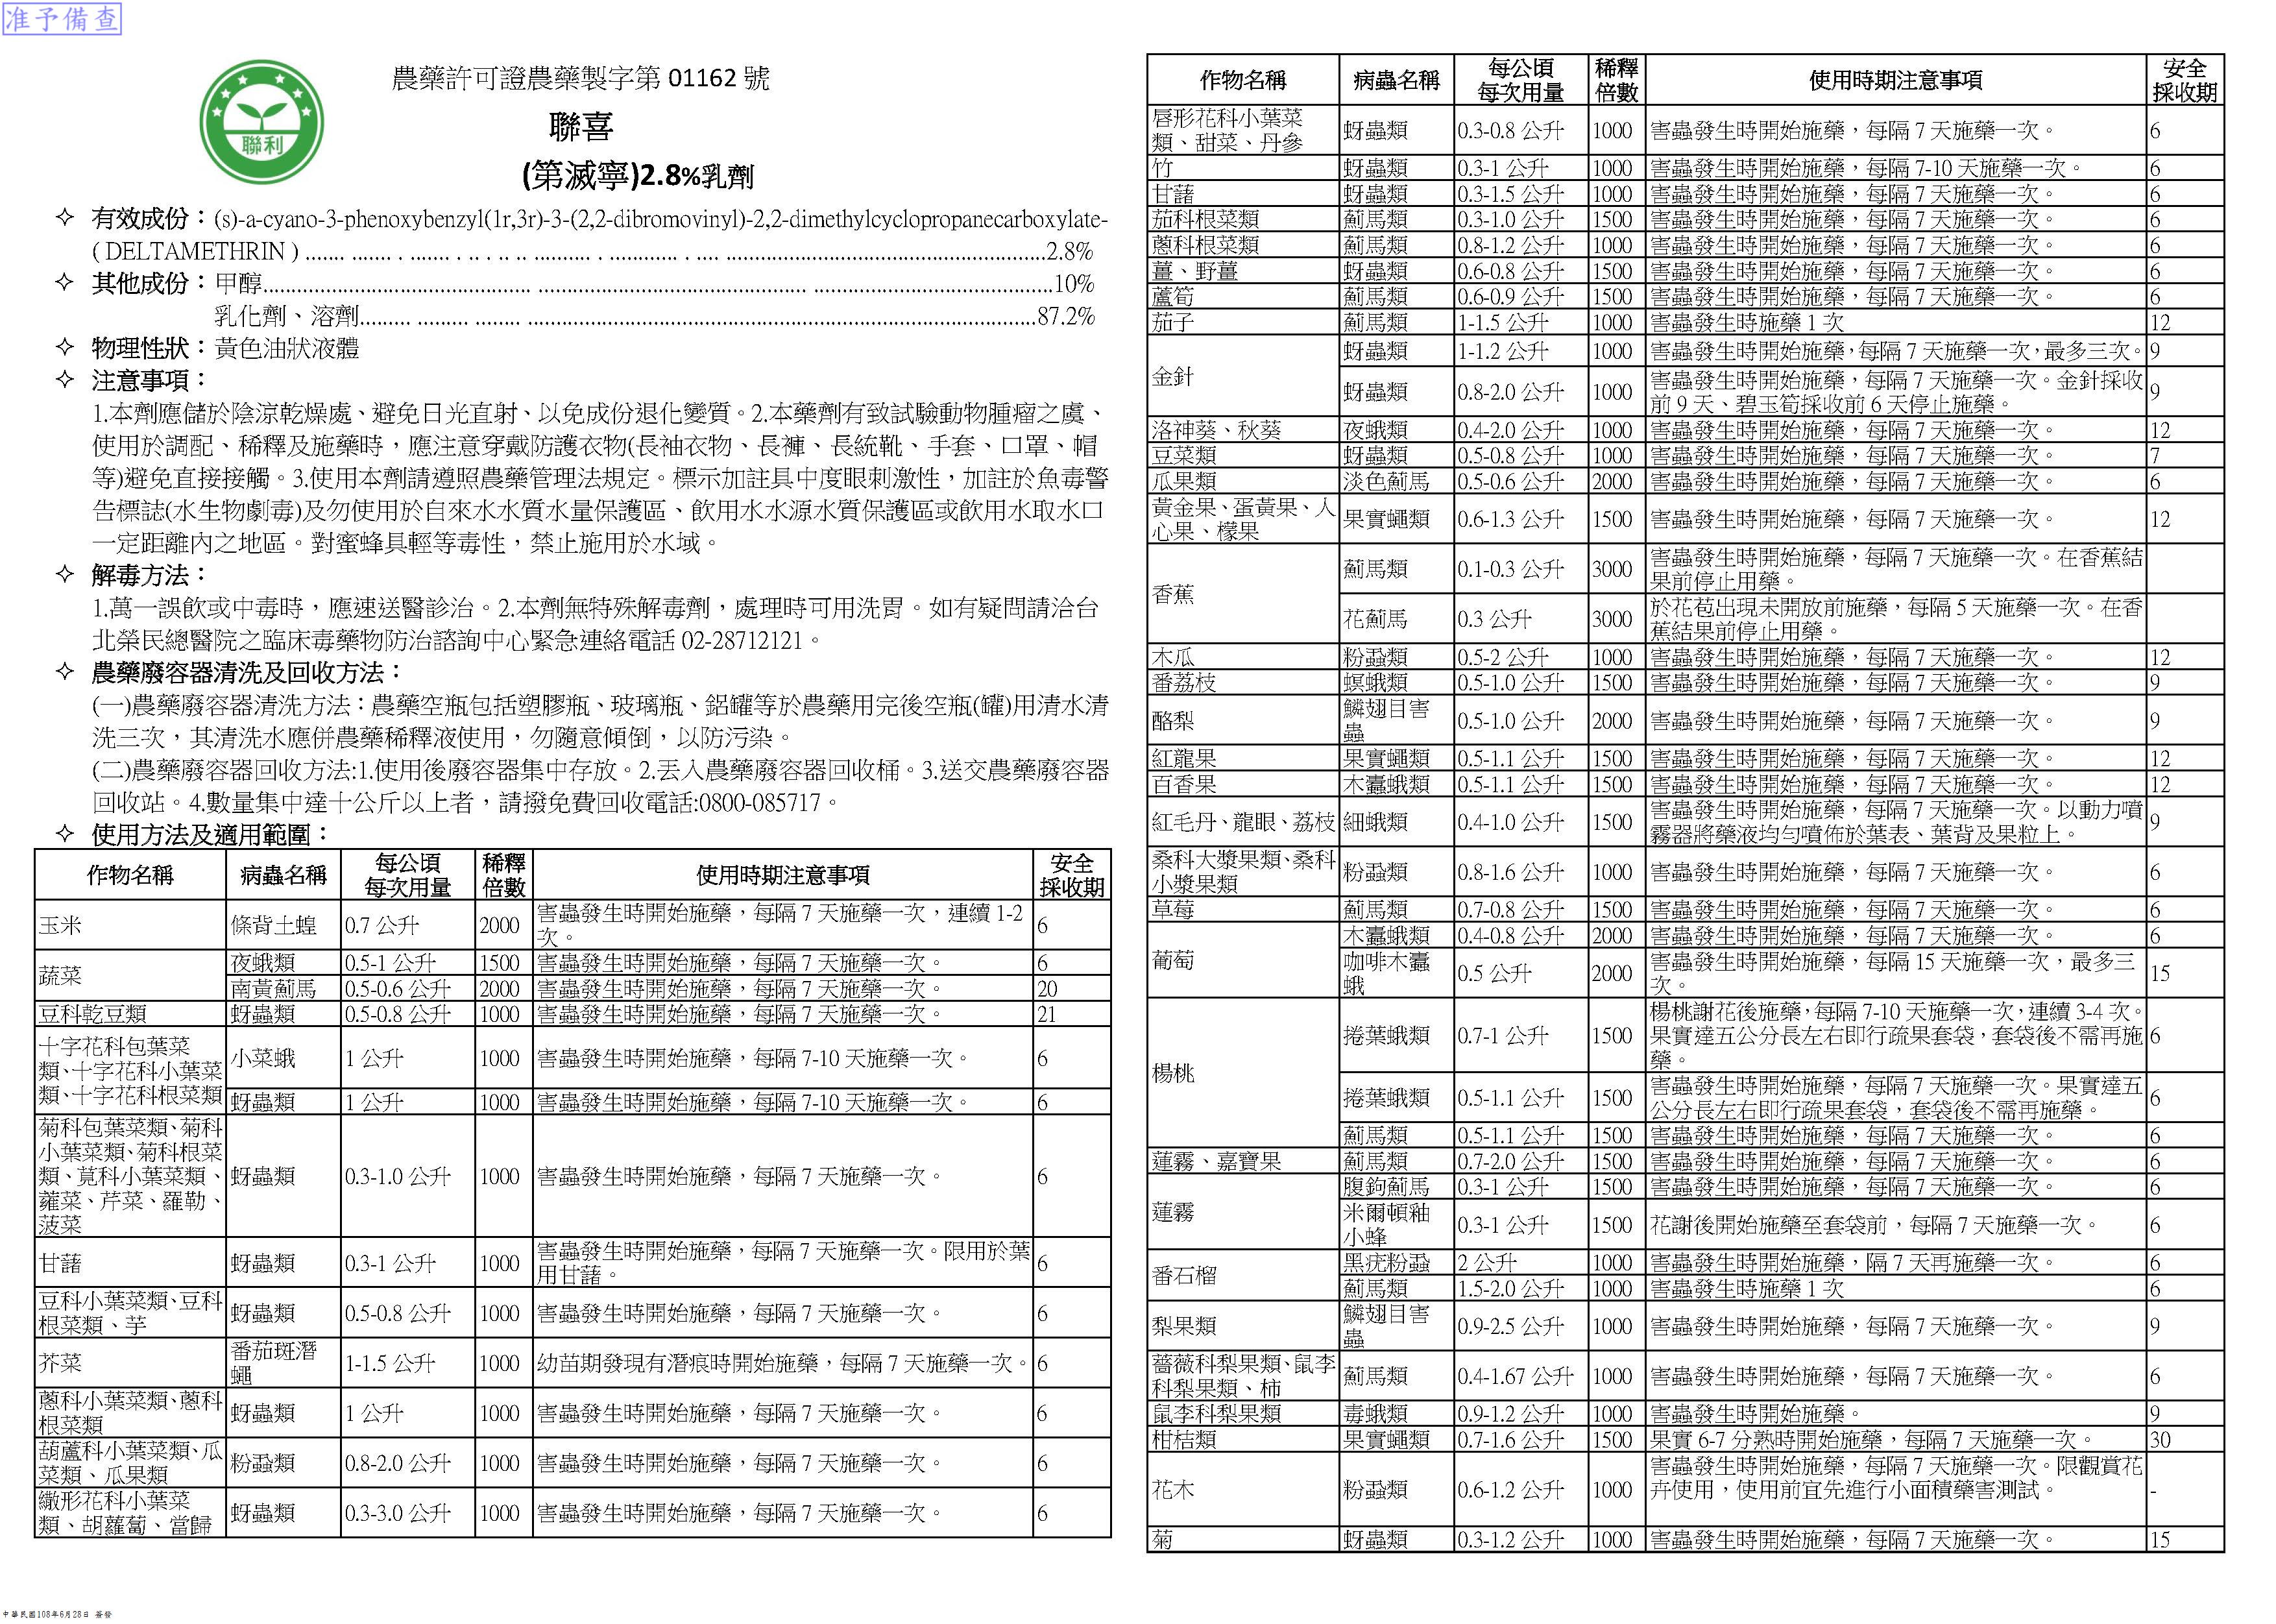 准予備查
聯利
農藥許可證農藥製字第 01162 號
聯喜
(第滅寧)2.8%乳劑
✧ 有效成份：(s)-a-cyano-3-phenoxybenzyl(1r,3r)-3-(2,2-dibromovinyl)-2,2-dimethylcyclopropanecarboxylate-
( DELTAMETHRIN ) ....... ....... . ....... . .. . .. .. ............ . ............ . .... ..........................................................................2.8%
✧ 其他成份：甲醇...................................................... ..........................................................10%
乳化劑、溶劑......... ......... ........ ..........................................................................87.2%
✧ 物理性狀：黃色油狀液體
✧ 注意事項：
1.本劑應儲於陰涼乾燥處、避免日光直射、以免成份退化變質。2.本藥劑有致試驗動物腫瘤之虞、
使用於調配、稀釋及施藥時，應注意穿戴防護衣物(長袖衣物、長褲、長統靴、手套、口罩、帽
等)避免直接接觸。3.使用本劑請遵照農藥管理法規定。標示加註具中度眼刺激性，加註於魚毒警
告標誌(水生物劇毒)及勿使用於自來水水質水量保護區、飲用水水源水質保護區或飲用水取水口
一定距離內之地區。對蜜蜂具輕等毒性，禁止施用於水域。
✧ 解毒方法：
1.萬一誤飲或中毒時，應速送醫診治。2.本劑無特殊解毒劑，處理時可用洗胃。如有疑問請洽台
北榮民總醫院之臨床毒藥物防治諮詢中心緊急連絡電話 02-28712121。
✧ 農藥廢容器清洗及回收方法：
(一)農藥廢容器清洗方法：農藥空瓶包括塑膠瓶、玻璃瓶、鋁罐等於農藥用完後空瓶(罐)用清水清
洗三次，其清洗水應併農藥稀釋液使用，勿隨意傾倒，以防污染。
(二)農藥廢容器回收方法:1.使用後廢容器集中存放。2.丟入農藥廢容器回收桶。3.送交農藥廢容器
回收站。4.數量集中達十公斤以上者，請撥免費回收電話:0800-085717。
✧ 使用方法及適用範圍：
作物名稱 病蟲名稱 每公頃每次用量 稀釋倍數 使用時期注意事項 安全採收期
玉米 條背土蝗 0.7 公升 2000 害蟲發生時開始施藥，每隔 7 天施藥一次，連續 1-2
次。 6
蔬菜 夜蛾類 0.5-1 公升 1500 害蟲發生時開始施藥，每隔 7 天施藥一次。 6
南黃薊馬 0.5-0.6 公升 2000 害蟲發生時開始施藥，每隔 7 天施藥一次。 20
豆科乾豆類 蚜蟲類 0.5-0.8 公升 1000 害蟲發生時開始施藥，每隔 7 天施藥一次。 21
十字花科包葉菜
類、十字花科小葉菜
類、十字花科根菜類 小菜蛾 1 公升 1000 害蟲發生時開始施藥，每隔 7-10 天施藥一次。 6
蚜蟲類 1 公升 1000 害蟲發生時開始施藥，每隔 7-10 天施藥一次。 6
菊科包葉菜類、菊科
小葉菜類、菊科根菜
類、莧科小葉菜類、
蕹菜、芹菜、羅勒、
菠菜 蚜蟲類 0.3-1.0 公升 1000 害蟲發生時開始施藥，每隔 7 天施藥一次。 6
甘藷 蚜蟲類 0.3-1 公升 1000 害蟲發生時開始施藥，每隔 7 天施藥一次。限用於葉
用甘藷。 6
豆科小葉菜類、豆科
根菜類、芋 蚜蟲類 0.5-0.8 公升 1000 害蟲發生時開始施藥，每隔 7 天施藥一次。 6
芥菜 番茄斑潛
蠅 1-1.5 公升 1000 幼苗期發現有潛痕時開始施藥，每隔 7 天施藥一次。 6
蔥科小葉菜類、蔥科
根菜類 蚜蟲類 1 公升 1000 害蟲發生時開始施藥，每隔 7 天施藥一次。 6
葫蘆科小葉菜類、瓜
菜類、瓜果類 粉蝨類 0.8-2.0 公升 1000 害蟲發生時開始施藥，每隔 7 天施藥一次。 6
繖形花科小葉菜
類、胡蘿蔔、當歸 蚜蟲類 0.3-3.0 公升 1000 害蟲發生時開始施藥，每隔 7 天施藥一次。 6
作物名稱 病蟲名稱 每公頃每次用量 稀釋倍數 使用時期注意事項 安全採收期
唇形花科小葉菜
類、甜菜、丹參 蚜蟲類 0.3-0.8 公升 1000 害蟲發生時開始施藥，每隔 7 天施藥一次。 6
竹 蚜蟲類 0.3-1 公升 1000 害蟲發生時開始施藥，每隔 7-10 天施藥一次。 6
甘藷 蚜蟲類 0.3-1.5 公升 1000 害蟲發生時開始施藥，每隔 7 天施藥一次。 6
茄科根菜類 薊馬類 0.3-1.0 公升 1500 害蟲發生時開始施藥，每隔 7 天施藥一次。 6
蔥科根菜類 薊馬類 0.8-1.2 公升 1000 害蟲發生時開始施藥，每隔 7 天施藥一次。 6
薑、野薑 蚜蟲類 0.6-0.8 公升 1500 害蟲發生時開始施藥，每隔 7 天施藥一次。 6
蘆筍 薊馬類 0.6-0.9 公升 1500 害蟲發生時開始施藥，每隔 7 天施藥一次。 6
茄子 薊馬類 1-1.5 公升 1000 害蟲發生時施藥 1 次 12
金針 蚜蟲類 1-1.2 公升 1000 害蟲發生時開始施藥，每隔 7 天施藥一次，最多三次。 9
蚜蟲類 0.8-2.0 公升 1000 害蟲發生時開始施藥，每隔 7 天施藥一次。金針採收
前 9 天、碧玉筍採收前 6 天停止施藥。 9
洛神葵、秋葵 夜蛾類 0.4-2.0 公升 1000 害蟲發生時開始施藥，每隔 7 天施藥一次。 12
豆菜類 蚜蟲類 0.5-0.8 公升 1000 害蟲發生時開始施藥，每隔 7 天施藥一次。 7
瓜果類 淡色薊馬 0.5-0.6 公升 2000 害蟲發生時開始施藥，每隔 7 天施藥一次。 6
黃金果、蛋黃果、人
心果、檬果 果實蠅類 0.6-1.3 公升 1500 害蟲發生時開始施藥，每隔 7 天施藥一次。 12
香蕉 薊馬類 0.1-0.3 公升 3000 害蟲發生時開始施藥，每隔 7 天施藥一次。在香蕉結
果前停止用藥。
花薊馬 0.3 公升 3000 於花苞出現未開放前施藥，每隔 5 天施藥一次。在香
蕉結果前停止用藥。
木瓜 粉蝨類 0.5-2 公升 1000 害蟲發生時開始施藥，每隔 7 天施藥一次。 12
番荔枝 螟蛾類 0.5-1.0 公升 1500 害蟲發生時開始施藥，每隔 7 天施藥一次。 9
酪梨 鱗翅目害
蟲 0.5-1.0 公升 2000 害蟲發生時開始施藥，每隔 7 天施藥一次。 9
紅龍果 果實蠅類 0.5-1.1 公升 1500 害蟲發生時開始施藥，每隔 7 天施藥一次。 12
百香果 木蠹蛾類 0.5-1.1 公升 1500 害蟲發生時開始施藥，每隔 7 天施藥一次。 12
紅毛丹、龍眼、荔枝 細蛾類 0.4-1.0 公升 1500 害蟲發生時開始施藥，每隔 7 天施藥一次。以動力噴
霧器將藥液均勻噴佈於葉表、葉背及果粒上。 9
桑科大漿果類、桑科
小漿果類 粉蝨類 0.8-1.6 公升 1000 害蟲發生時開始施藥，每隔 7 天施藥一次。 6
草莓 薊馬類 0.7-0.8 公升 1500 害蟲發生時開始施藥，每隔 7 天施藥一次。 6
葡萄 木蠹蛾類 0.4-0.8 公升 2000 害蟲發生時開始施藥，每隔 7 天施藥一次。 6
咖啡木蠹
蛾 0.5 公升 2000 害蟲發生時開始施藥，每隔 15 天施藥一次，最多三
次。 15
楊桃 捲葉蛾類 0.7-1 公升 1500 楊桃謝花後施藥，每隔 7-10 天施藥一次，連續 3-4 次。
果實達五公分長左右即行疏果套袋，套袋後不需再施
藥。 6
捲葉蛾類 0.5-1.1 公升 1500 害蟲發生時開始施藥，每隔 7 天施藥一次。果實達五
公分長左右即行疏果套袋，套袋後不需再施藥。 6
薊馬類 0.5-1.1 公升 1500 害蟲發生時開始施藥，每隔 7 天施藥一次。 6
蓮霧、嘉寶果 薊馬類 0.7-2.0 公升 1500 害蟲發生時開始施藥，每隔 7 天施藥一次。 6
蓮霧 腹鉤薊馬 0.3-1 公升 1500 害蟲發生時開始施藥，每隔 7 天施藥一次。 6
米爾頓釉
小蜂 0.3-1 公升 1500 花謝後開始施藥至套袋前，每隔 7 天施藥一次。 6
番石榴 黑疣粉蝨 2 公升 1000 害蟲發生時開始施藥，隔 7 天再施藥一次。 6
薊馬類 1.5-2.0 公升 1000 害蟲發生時施藥 1 次 6
梨果類 鱗翅目害
蟲 0.9-2.5 公升 1000 害蟲發生時開始施藥，每隔 7 天施藥一次。 9
薔薇科梨果類、鼠李
科梨果類、柿 薊馬類 0.4-1.67 公升 1000 害蟲發生時開始施藥，每隔 7 天施藥一次。 6
鼠李科梨果類 毒蛾類 0.9-1.2 公升 1000 害蟲發生時開始施藥。 9
柑桔類 果實蠅類 0.7-1.6 公升 1500 果實 6-7 分熟時開始施藥，每隔 7 天施藥一次。 30
花木 粉蝨類 0.6-1.2 公升 1000 害蟲發生時開始施藥，每隔 7 天施藥一次。限觀賞花
卉使用，使用前宜先進行小面積藥害測試。 -
菊 蚜蟲類 0.3-1.2 公升 1000 害蟲發生時開始施藥，每隔 7 天施藥一次。 15
中華民國108年6月28日 簽發